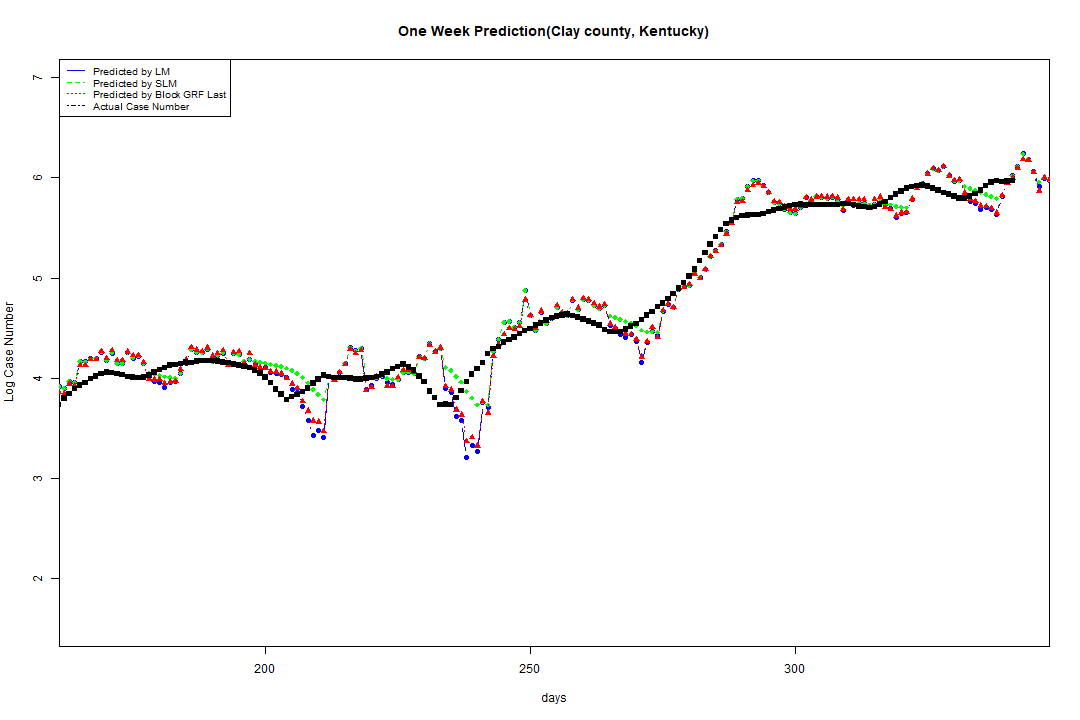 One Week Prediction(Clay county, Kentucky)
Predicted by LM
Predicted by SLM
Predicted by Block GRF Last
Actual Case Number
7
6
5
4
3
2
Log Case Number
200
250
300
days